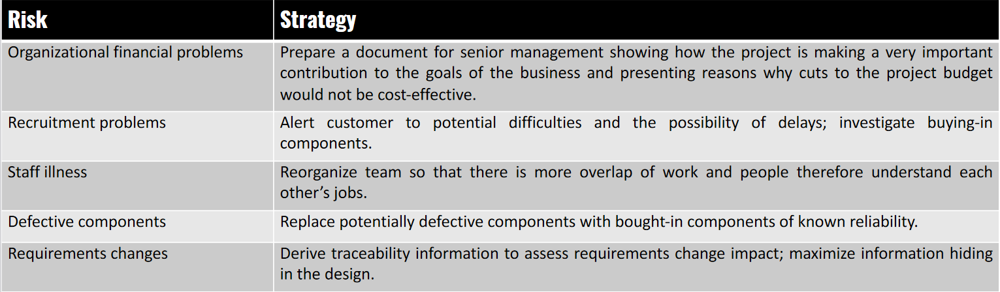 Risk
Strategy
Organizational financial problems
Prepare a document for senior management showing how the project is making a very important
contribution to the goals of the business and presenting reasons why cuts to the project budget
would not be cost-effective.
Recruitment problems
Alert customer to potential difficulties and the possibility of delays; investigate buying-in
components.
Staff illness
Reorganize team so that there is more overlap of work and people therefore understand each
other’s jobs.
Defective components
Replace potentially defective components with bought-in components of known reliability.
Requirements changes
Derive traceability information to assess requirements change impact; maximize information hiding
in the design.